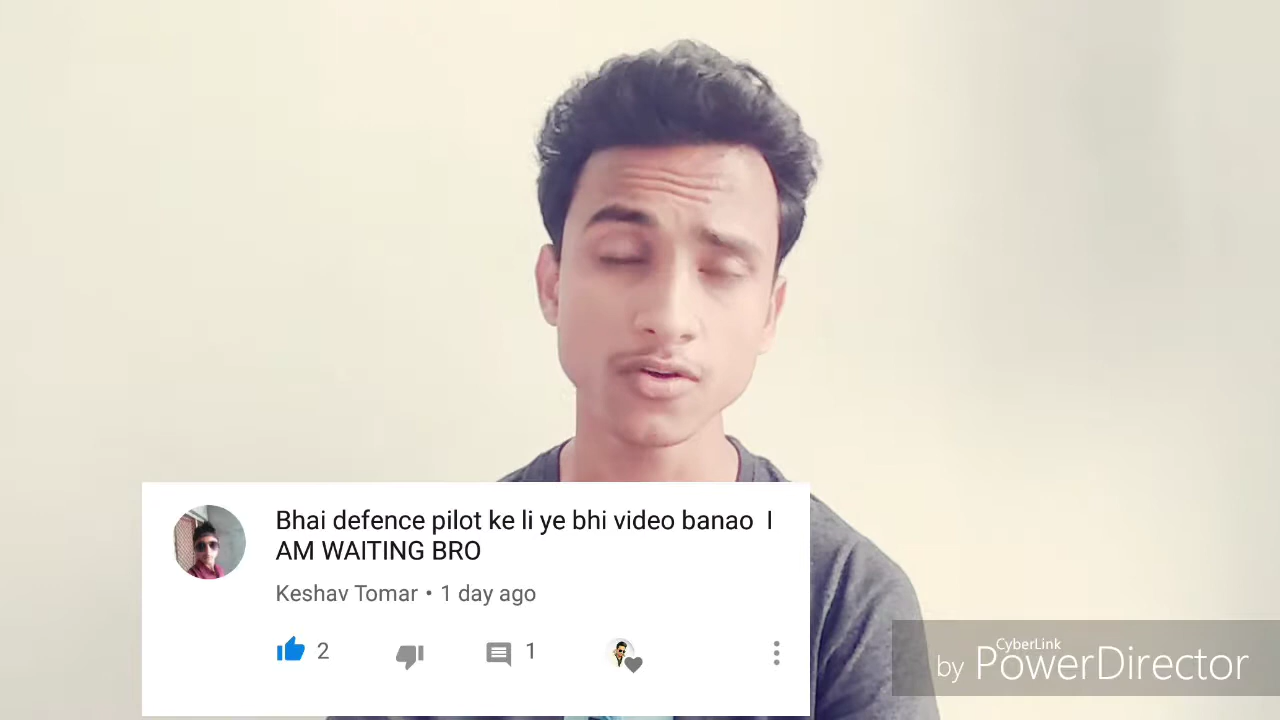 Bhai defence pilot ke li ye bhi video banao I
AM WAITING BRO
Keshav Tomar • 1 day ago
2
1
CyberLink
by PowerDirector